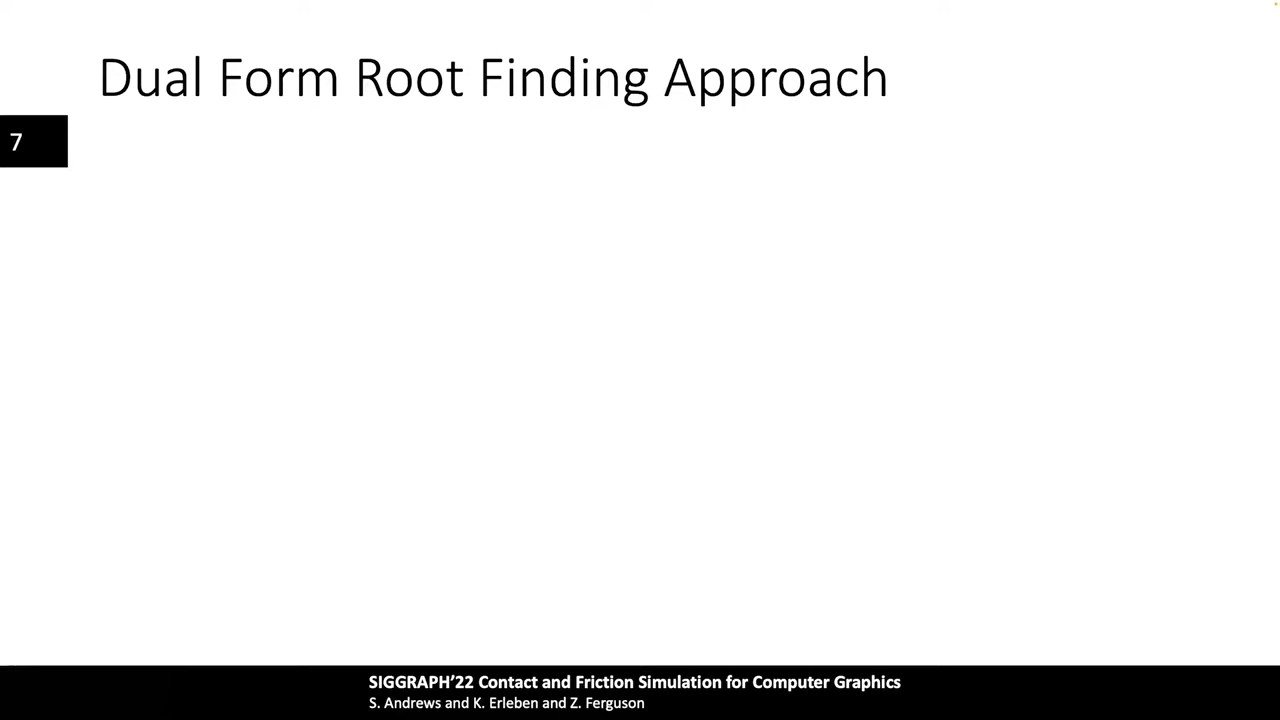 Dual Form Root Finding Approach
7
SIGGRAPH’22 Contact and Friction Simulation for Computer Graphics
S. Andrews and K. Erleben and Z. Ferguson